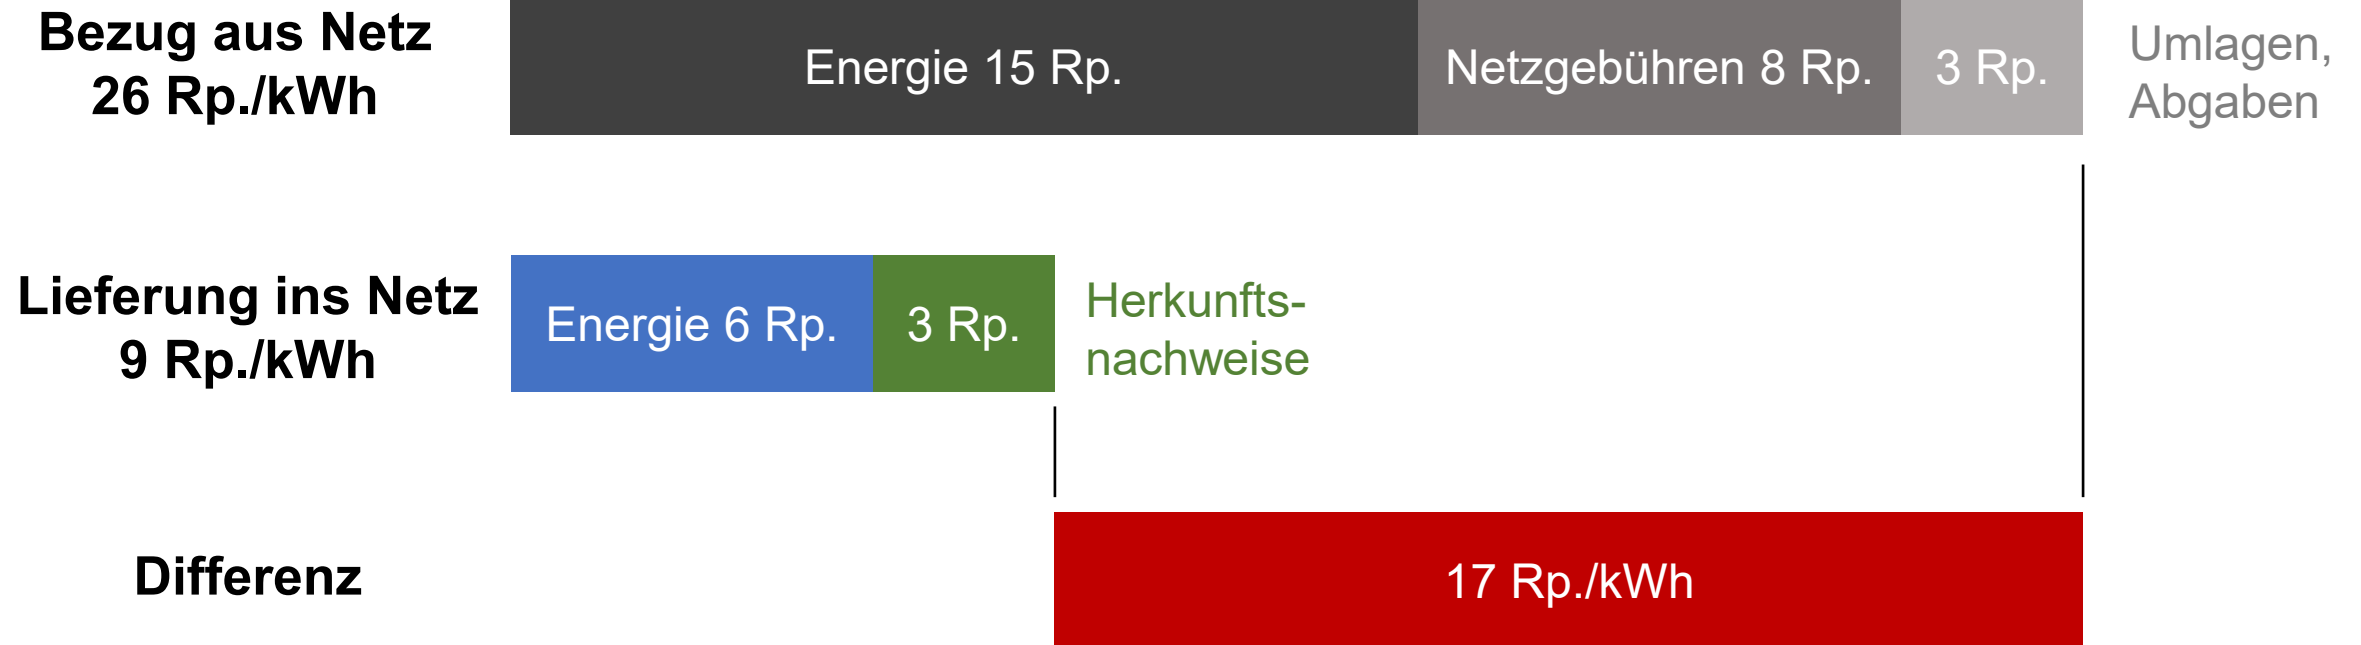 Bezug aus Netz
26 Rp./kWh
Energie 15 Rp.
Netzgebühren 8 Rp.
3 Rp.
Umlagen,
Abgaben
Lieferung ins Netz
9 Rp./kWh
Energie 6 Rp.
3 Rp.
Herkunfts-
nachweise
Differenz
17 Rp./kWh